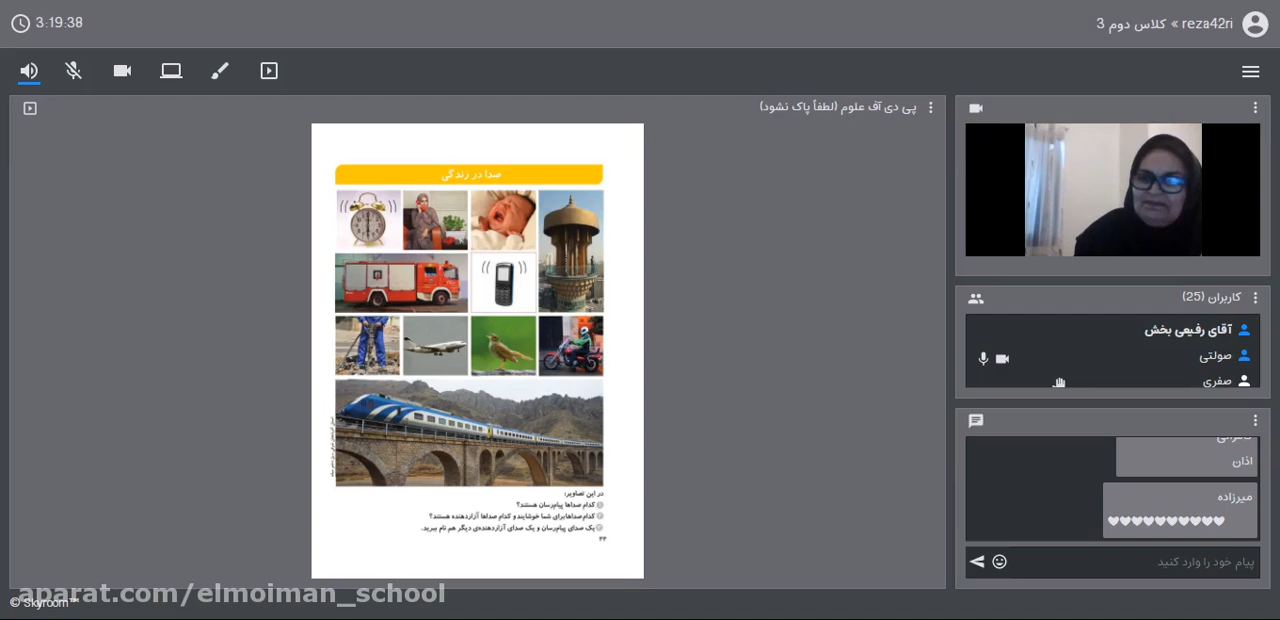 3:19:38
reza42ri » کلاس دوم 3
پی دی آف علوم (لطفاً پاک نشود)
صدا در زندگی
در این تصاویر:
کدام صداها پیام‌رسان هستند؟
کدام صداها برای شما خوشایند و کدام صداها آزاردهنده هستند؟
یک صدای پیام‌رسان و یک صدای آزاردهنده‌ی دیگر هم نام ببرید.
۴۴
کاربران (25)
آقای رفیعی بخش
صولتی
صفری
اذان
میرزاده
♥♥♥♥♥♥♥♥♥♥
پیام خود را وارد کنید
aparat.com/elmoiman_school
© Skyroom™